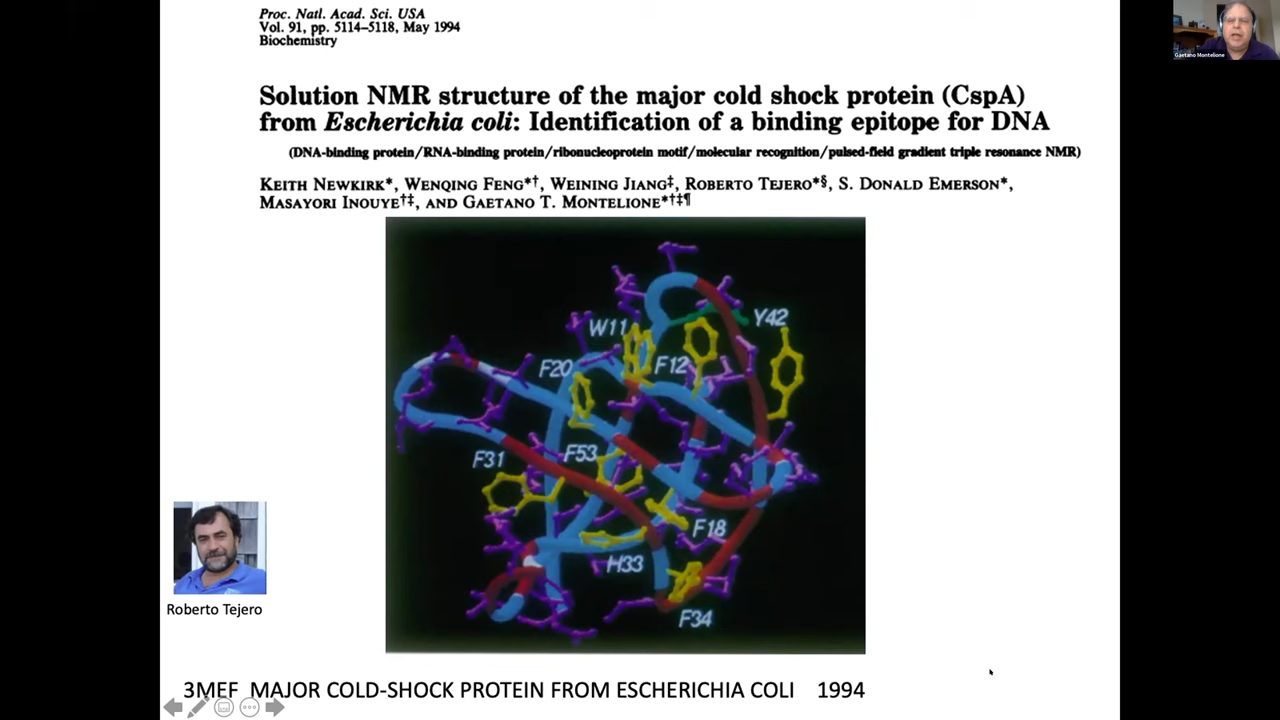 Proc. Natl. Acad. Sci. USA
Vol. 91, pp. 5114–5118, May 1994
Biochemistry
Gaetano Montelione
Solution NMR structure of the major cold shock protein (CspA)
from Escherichia coli: Identification of a binding epitope for DNA
(DNA-binding protein/RNA-binding protein/ribonucleoprotein motif/molecular recognition/pulsed-field gradient triple resonance NMR)
KEITH NEWKIRK*, WENQING FENG*†, WEINING JIANG‡, ROBERTO TEJERO*§, S. DONALD EMERSON*,
MASAYORI INOUYE†‡, AND GAETANO T. MONTELIONE*†‡¶
W11
Y42
F20
F12
F31
F53
F18
H33
F34
Roberto Tejero
3MEF MAJOR COLD-SHOCK PROTEIN FROM ESCHERICHIA COLI 1994